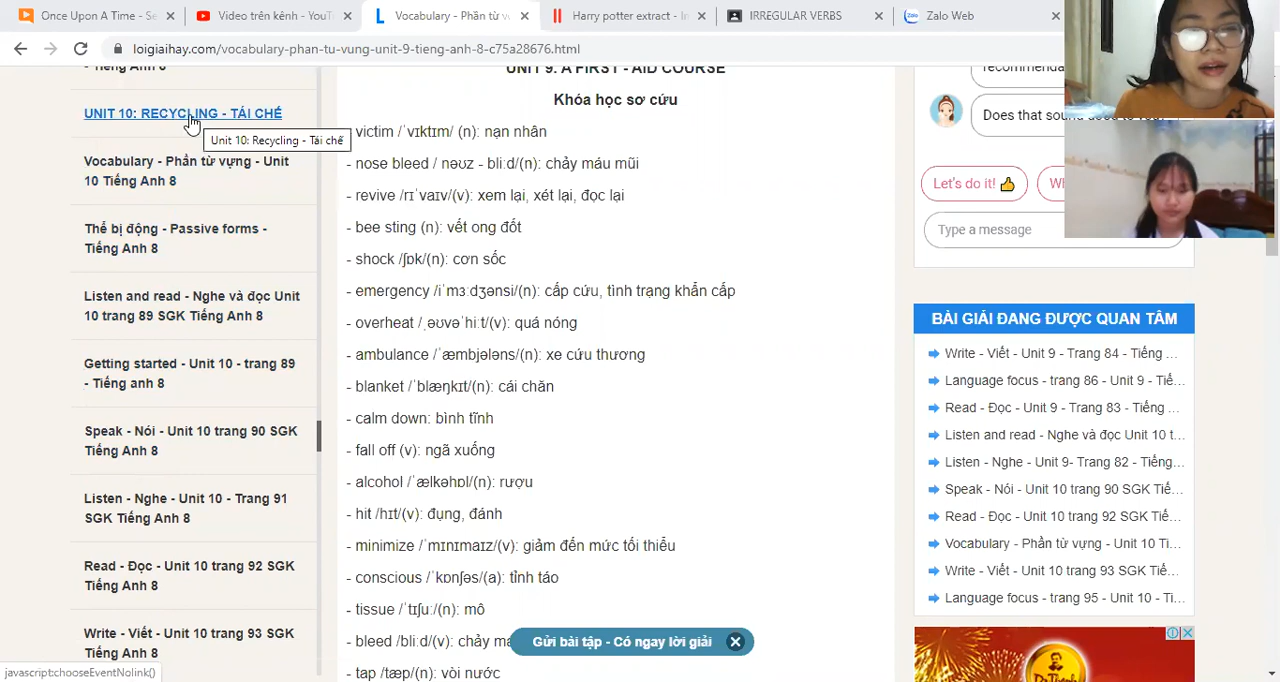 Once Upon A Time - Se
Video trên kênh - YouT
Vocabulary - Phần từ v
Harry potter extract - In
IRREGULAR VERBS
Zalo Web
loigiaihay.com/vocabulary-phan-tu-vung-unit-9-tieng-anh-8-c75a28676.html
- Tiếng Anh 8
UNIT 10: RECYCLING - TÁI CHẾ
Unit 10: Recycling - Tái chế
Vocabulary - Phần từ vựng - Unit
10 Tiếng Anh 8
Thể bị động - Passive forms -
Tiếng Anh 8
Listen and read - Nghe và đọc Unit
10 trang 89 SGK Tiếng Anh 8
Getting started - Unit 10 - trang 89
- Tiếng anh 8
Speak - Nói - Unit 10 trang 90 SGK
Tiếng Anh 8
Listen - Nghe - Unit 10 - Trang 91
SGK Tiếng Anh 8
Read - Đọc - Unit 10 trang 92 SGK
Tiếng Anh 8
Write - Viết - Unit 10 trang 93 SGK
Tiếng Anh 8
javascript:chooseEventNolink()
UNIT 9. A FIRST - AID COURSE
Khóa học sơ cứu
- victim /ˈvɪktɪm/ (n): nạn nhân
- nose bleed / nəʊz - bliːd/(n): chảy máu mũi
- revive /rɪˈvaɪv/(v): xem lại, xét lại, đọc lại
- bee sting (n): vết ong đốt
- shock /ʃɒk/(n): cơn sốc
- emergency /iˈmɜːdʒənsi/(n): cấp cứu, tình trạng khẩn cấp
- overheat /ˌəʊvəˈhiːt/(v): quá nóng
- ambulance /ˈæmbjələns/(n): xe cứu thương
- blanket /ˈblæŋkɪt/(n): cái chăn
- calm down: bình tĩnh
- fall off (v): ngã xuống
- alcohol /ˈælkəhɒl/(n): rượu
- hit /hɪt/(v): đụng, đánh
- minimize /ˈmɪnɪmaɪz/(v): giảm đến mức tối thiểu
- conscious /ˈkɒnʃəs/(a): tỉnh táo
- tissue /ˈtɪʃuː/(n): mô
- bleed /bliːd/(v): chảy má
- tap /tæp/(n): vòi nước
Gửi bài tập - Có ngay lời giải
recommenda
Does that sound
Let's do it!
Wh
Type a message
BÀI GIẢI ĐANG ĐƯỢC QUAN TÂM
Write - Viết - Unit 9 - Trang 84 - Tiếng ...
Language focus - trang 86 - Unit 9 - Tiế...
Read - Đọc - Unit 9 - Trang 83 - Tiếng ...
Listen and read - Nghe và đọc Unit 10 t...
Listen - Nghe - Unit 9- Trang 82 - Tiếng...
Speak - Nói - Unit 10 trang 90 SGK Tiế...
Read - Đọc - Unit 10 trang 92 SGK Tiế...
Vocabulary - Phần từ vựng - Unit 10 Ti...
Write - Viết - Unit 10 trang 93 SGK Tiế...
Language focus - trang 95 - Unit 10 - Ti...
Dr Thanh